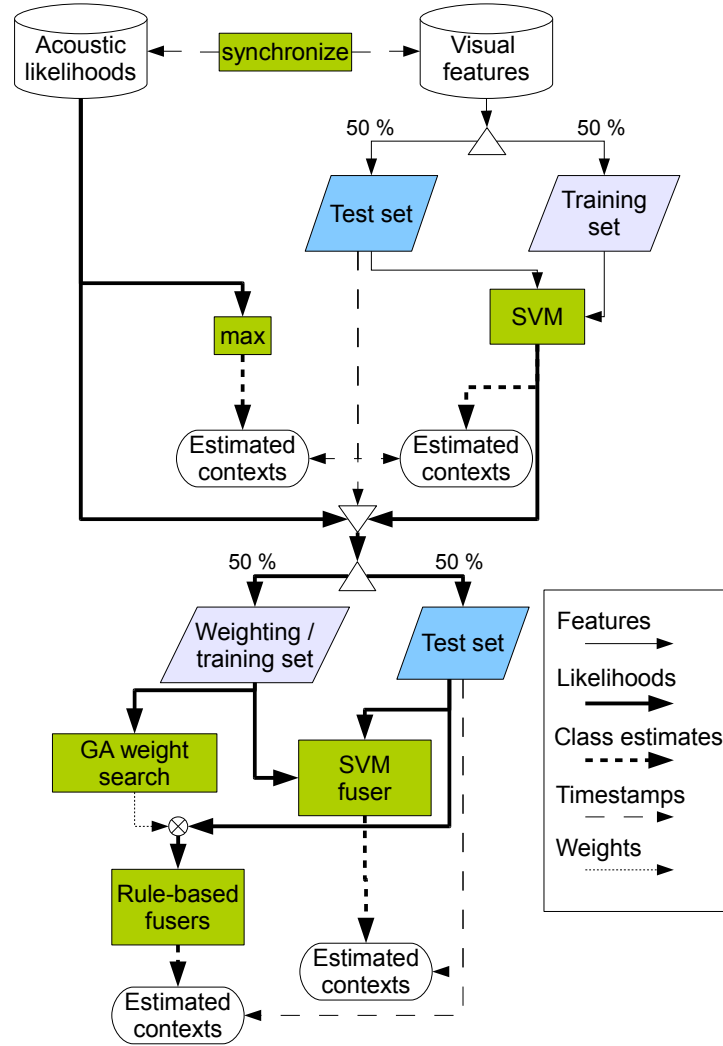 Acoustic
likelihoods
synchronize
Visual
features
50 %
50 %
Test set
Training
set
SVM
max
Estimated
contexts
Estimated
contexts
50 %
50 %
Weighting /
training set
Test set
GA weight
search
SVM
fuser
Rule-based
fusers
Estimated
contexts
Estimated
contexts
Features
Likelihoods
Class estimates
Timestamps
Weights